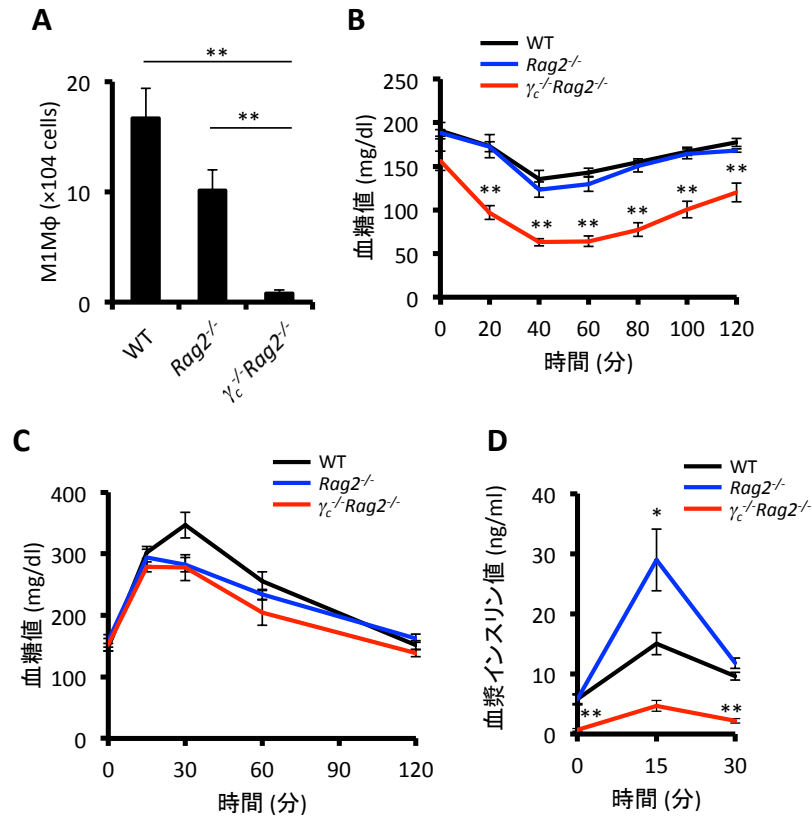 A
**
**
M1Mφ (×104 cells)
20
10
0
WT
Rag2-/-
γc-/-Rag2-/-
B
WT
Rag2-/-
γc-/-Rag2-/-
血糖値 (mg/dl)
250
200
150
100
50
0
** ** ** ** ** **
0 20 40 60 80 100 120
時間 (分)
C
WT
Rag2-/-
γc-/-Rag2-/-
血糖値 (mg/dl)
400
300
200
100
0
0 30 60 90 120
時間 (分)
D
WT
Rag2-/-
γc-/-Rag2-/-
血漿インスリン値 (ng/ml)
40
30
20
10
0
*
** **
0 15 30
時間 (分)